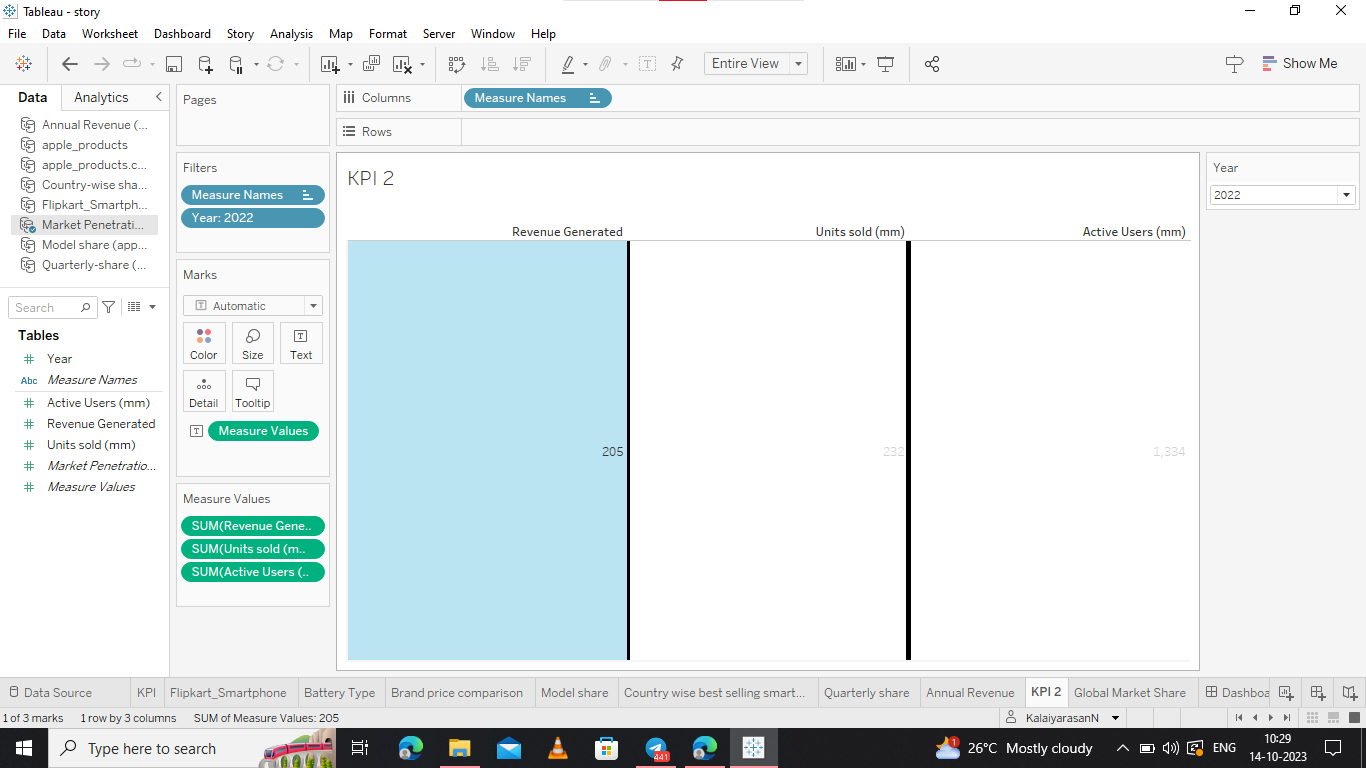 Tableau - story
File Data Worksheet Dashboard Story Analysis Map Format Server Window Help
Entire View
Show Me
Data Analytics
Annual Revenue (...
apple_products
apple_products.c...
Country-wise sha...
Flipkart_Smartph...
Market Penetrati...
Model share (app...
Quarterly-share (...
Search
Tables
Year
Abc Measure Names
Active Users (mm)
Revenue Generated
Units sold (mm)
Market Penetratio...
Measure Values
Pages
Filters
Measure Names
Year: 2022
Marks
T Automatic
Color Size Text
Detail Tooltip
T Measure Values
Measure Values
SUM(Revenue Gene..
SUM(Units sold (m..
SUM(Active Users (..
Columns Measure Names
Rows
KPI 2
Revenue Generated Units sold (mm) Active Users (mm)
205 232 1,334
Year
2022
Data Source KPI Flipkart_Smartphone Battery Type Brand price comparison Model share Country wise best selling smart... Quarterly share Annual Revenue KPI 2 Global Market Share Dashboa
1 of 3 marks 1 row by 3 columns SUM of Measure Values: 205 KalaiyarasanN
Type here to search 441 1 26°C Mostly cloudy ENG 10:29
14-10-2023